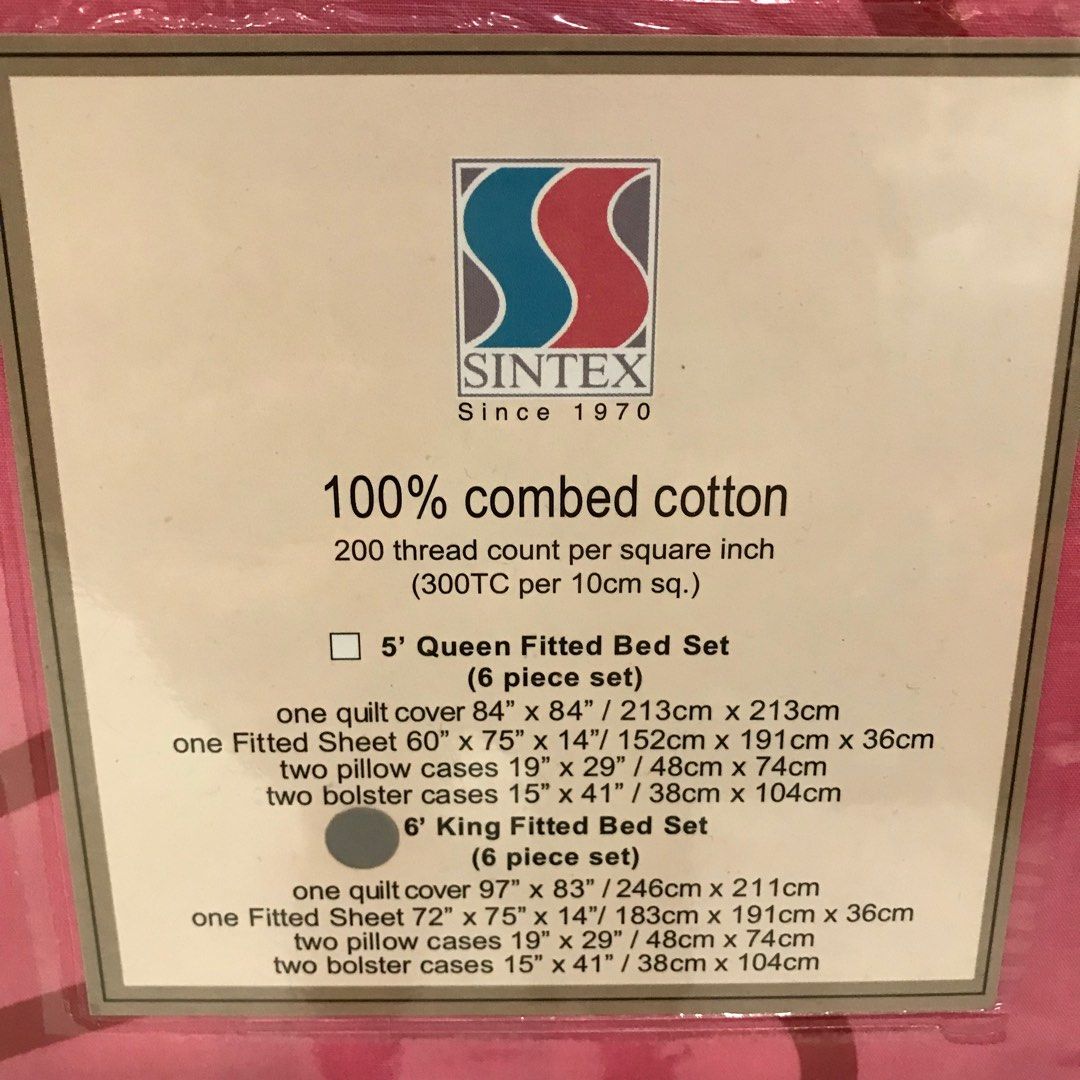 SINTEX
Since 1970
100% combed cotton
200 thread count per square inch
(300TC per 10cm sq.)
5’ Queen Fitted Bed Set
(6 piece set)
one quilt cover 84” x 84” / 213cm x 213cm
one Fitted Sheet 60” x 75” x 14”/ 152cm x 191cm x 36cm
two pillow cases 19” x 29” / 48cm x 74cm
two bolster cases 15” x 41” / 38cm x 104cm
6’ King Fitted Bed Set
(6 piece set)
one quilt cover 97” x 83” / 246cm x 211cm
one Fitted Sheet 72” x 75” x 14”/ 183cm x 191cm x 36cm
two pillow cases 19” x 29” / 48cm x 74cm
two bolster cases 15” x 41” / 38cm x 104cm